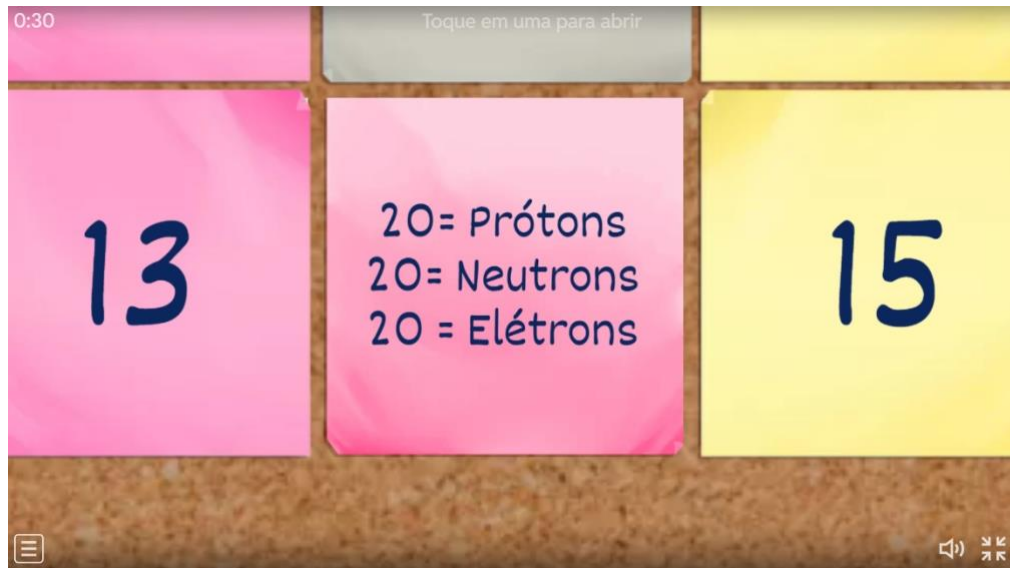 0:30
Toque em uma para abrir
13
20= Prótons
20= Neutrons
20 = Elétrons
15